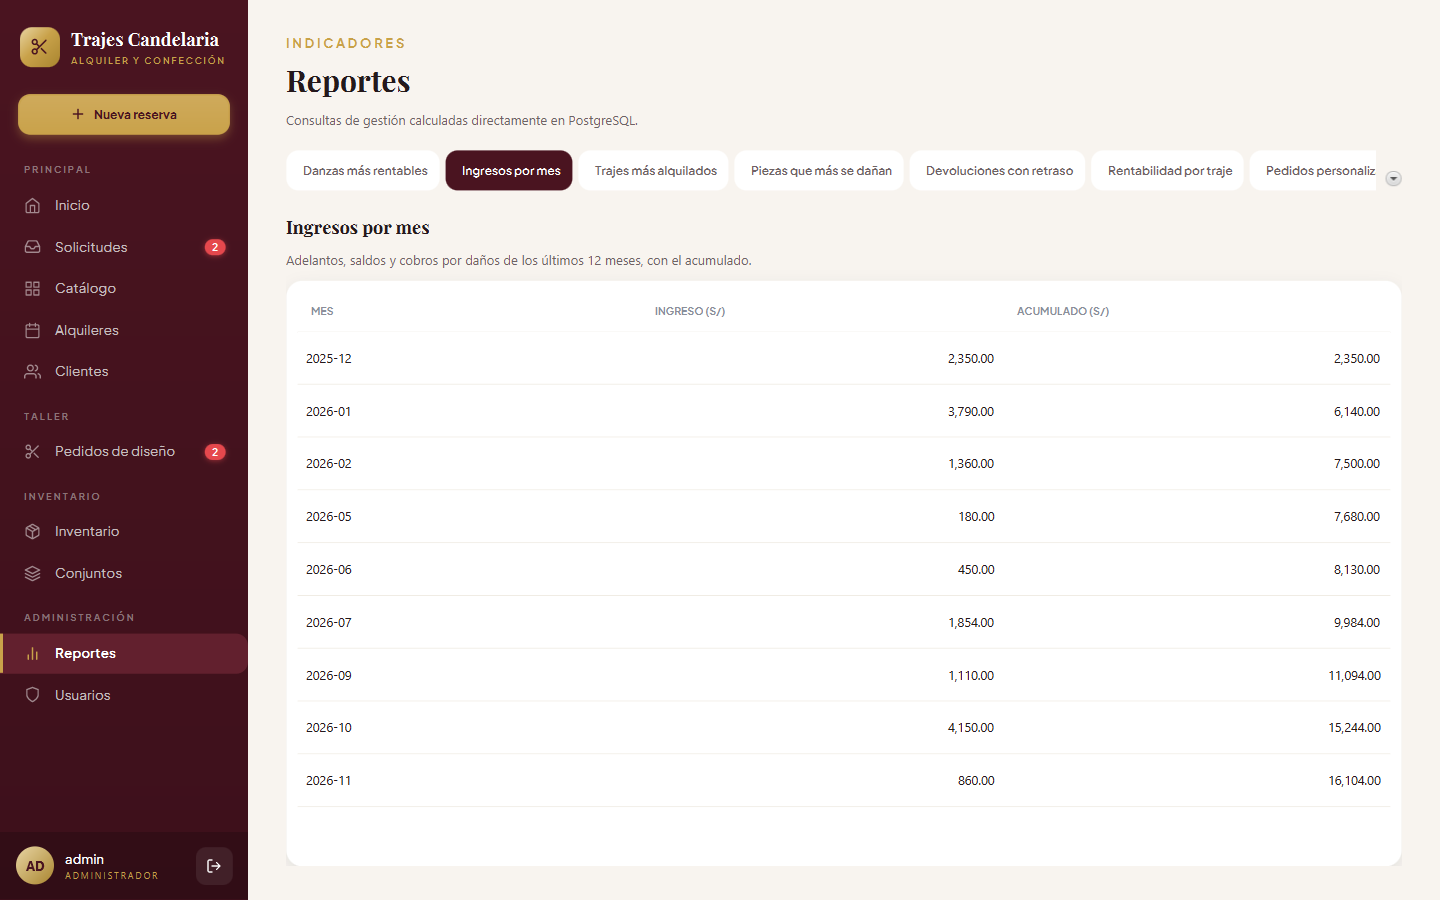 Trajes Candelaria
ALQUILER Y CONFECCIÓN
Nueva reserva
PRINCIPAL
Inicio
Solicitudes 2
Catálogo
Alquileres
Clientes
TALLER
Pedidos de diseño 2
INVENTARIO
Inventario
Conjuntos
ADMINISTRACIÓN
Reportes
Usuarios
AD
admin
ADMINISTRADOR
INDICADORES
Reportes
Consultas de gestión calculadas directamente en PostgreSQL.
Danzas más rentables Ingresos por mes Trajes más alquilados Piezas que más se dañan Devoluciones con retraso Rentabilidad por traje Pedidos personaliz
Ingresos por mes
Adelantos, saldos y cobros por daños de los últimos 12 meses, con el acumulado.
MES INGRESO (S/) ACUMULADO (S/)
2025-12 2,350.00 2,350.00
2026-01 3,790.00 6,140.00
2026-02 1,360.00 7,500.00
2026-05 180.00 7,680.00
2026-06 450.00 8,130.00
2026-07 1,854.00 9,984.00
2026-09 1,110.00 11,094.00
2026-10 4,150.00 15,244.00
2026-11 860.00 16,104.00